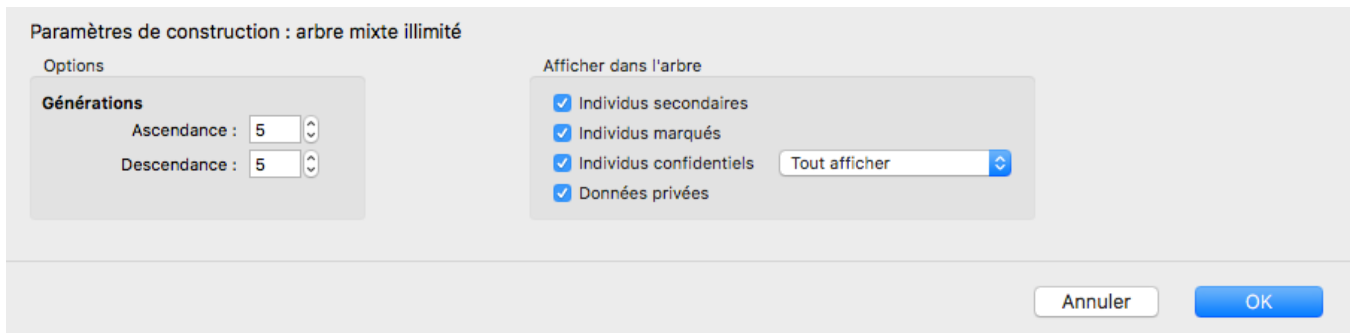 Paramètres de construction : arbre mixte illimité
Options
Générations
Ascendance : 5
Descendance : 5
Afficher dans l'arbre
Individus secondaires
Individus marqués
Individus confidentiels Tout afficher
Données privées
Annuler OK